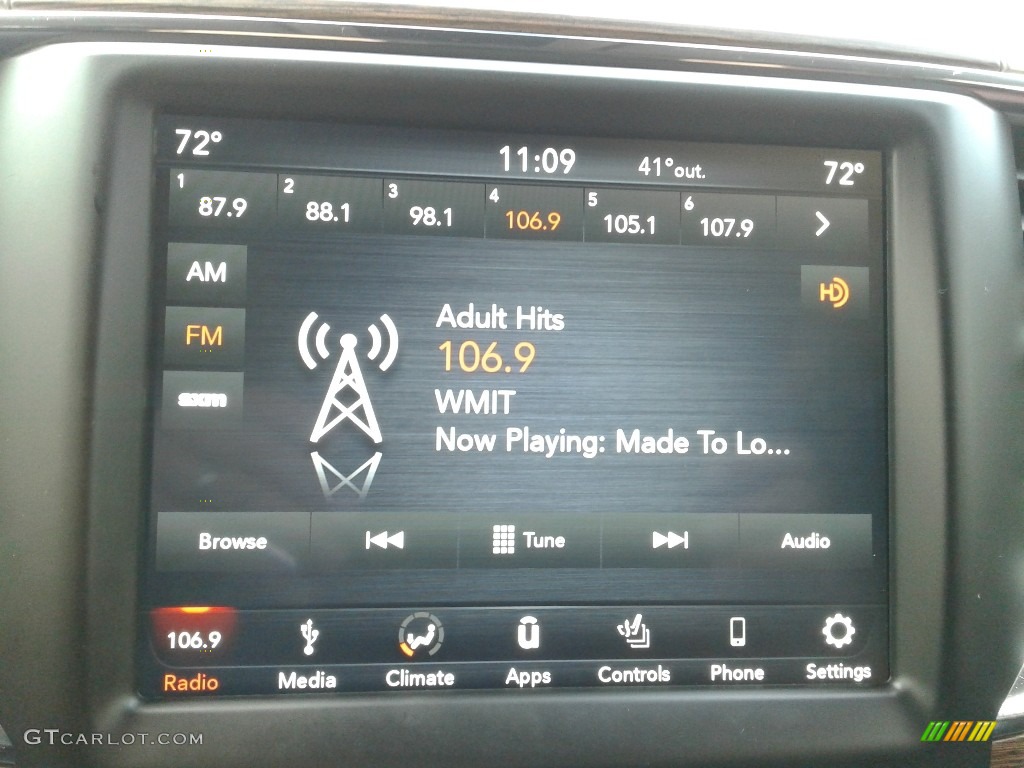 72° 11:09 41°out. 72°
1 87.9 2 88.1 3 98.1 4 106.9 5 105.1 6 107.9
AM
HD
FM
sxm
Adult Hits
106.9
WMIT
Now Playing: Made To Lo...
Browse Tune Audio
106.9
Radio Media Climate Apps Controls Phone Settings
GTCARLOT.COM